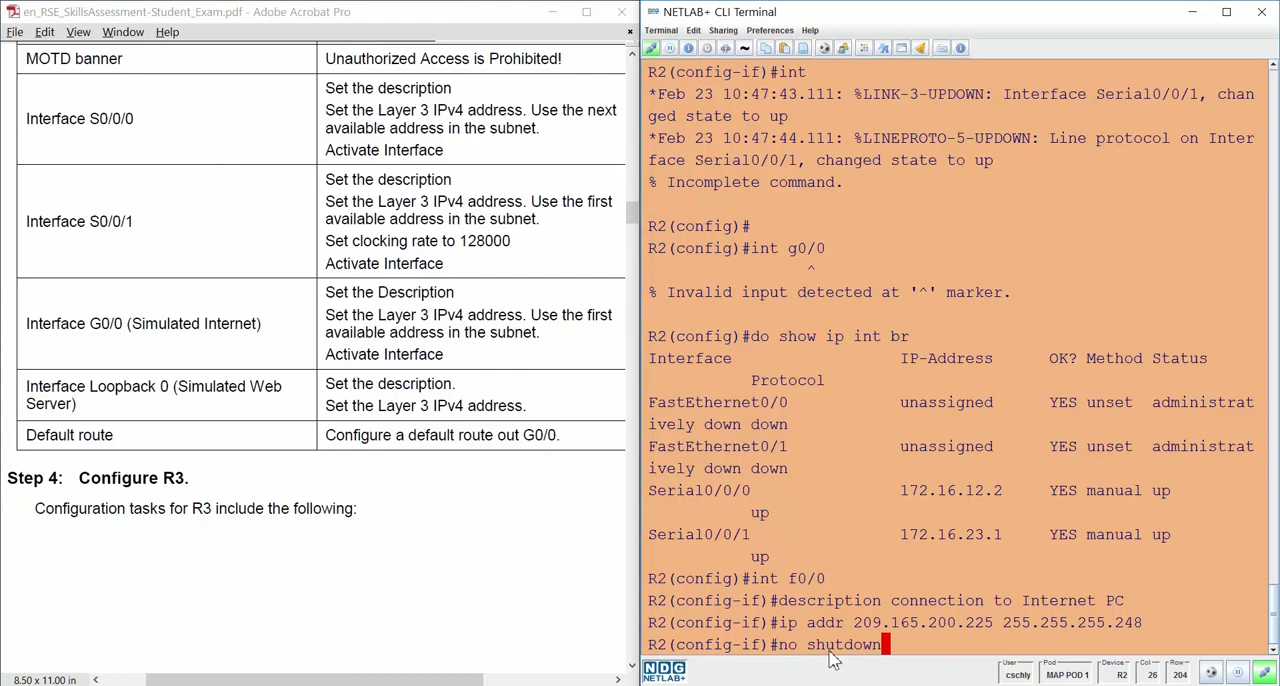 en_RSE_SkillsAssessment-Student_Exam.pdf - Adobe Acrobat Pro
File Edit View Window Help
MOTD banner
Unauthorized Access is Prohibited!
Interface S0/0/0
Set the description
Set the Layer 3 IPv4 address. Use the next
available address in the subnet.
Activate Interface
Interface S0/0/1
Set the description
Set the Layer 3 IPv4 address. Use the first
available address in the subnet.
Set clocking rate to 128000
Activate Interface
Interface G0/0 (Simulated Internet)
Set the Description
Set the Layer 3 IPv4 address. Use the first
available address in the subnet.
Activate Interface
Interface Loopback 0 (Simulated Web
Server)
Set the description.
Set the Layer 3 IPv4 address.
Default route
Configure a default route out G0/0.
Step 4: Configure R3.
Configuration tasks for R3 include the following:
8.50 x 11.00 in
NETLAB+ CLI Terminal
Terminal Edit Sharing Preferences Help
R2(config-if)#int
*Feb 23 10:47:43.111: %LINK-3-UPDOWN: Interface Serial0/0/1, chan
ged state to up
*Feb 23 10:47:44.111: %LINEPROTO-5-UPDOWN: Line protocol on Inter
face Serial0/0/1, changed state to up
% Incomplete command.
R2(config)#
R2(config)#int g0/0
^
% Invalid input detected at '^' marker.
R2(config)#do show ip int br
Interface IP-Address OK? Method Status
Protocol
FastEthernet0/0 unassigned YES unset administrat
ively down down
FastEthernet0/1 unassigned YES unset administrat
ively down down
Serial0/0/0 172.16.12.2 YES manual up
up
Serial0/0/1 172.16.23.1 YES manual up
up
R2(config)#int f0/0
R2(config-if)#description connection to Internet PC
R2(config-if)#ip addr 209.165.200.225 255.255.255.248
R2(config-if)#no shutdown
NDG
NETLAB+
User
cschly
Pod
MAP POD 1
Device
R2
Col
26
Row
204